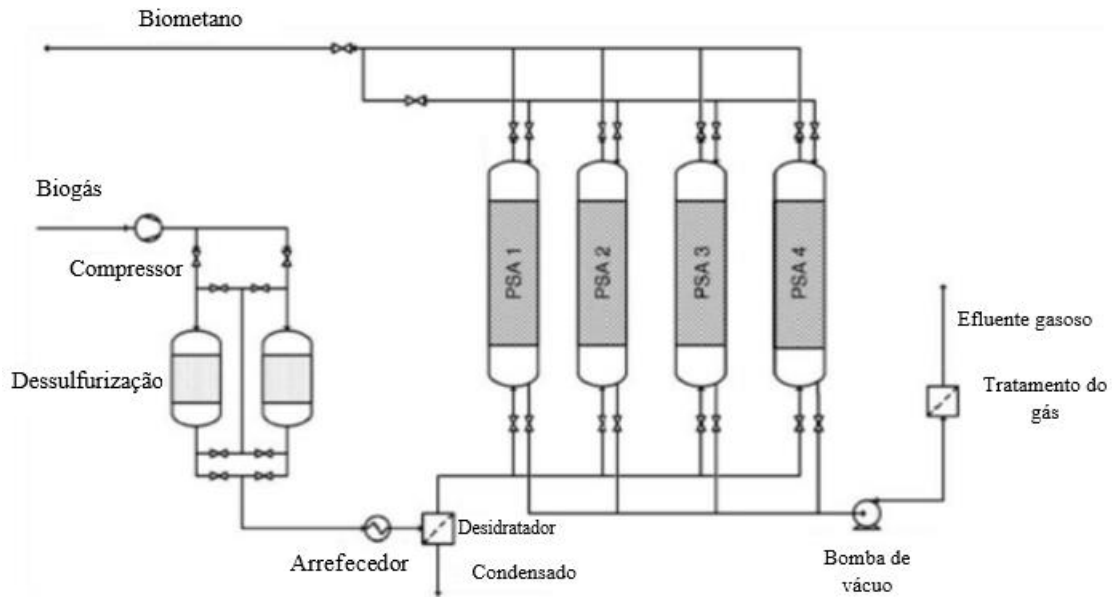 Biometano
Biogás
Compressor
Dessulfurização
PSA 1
PSA 2
PSA 3
PSA 4
Efluente gasoso
Tratamento do
gás
Desidratador
Arrefecedor
Condensado
Bomba de
vácuo